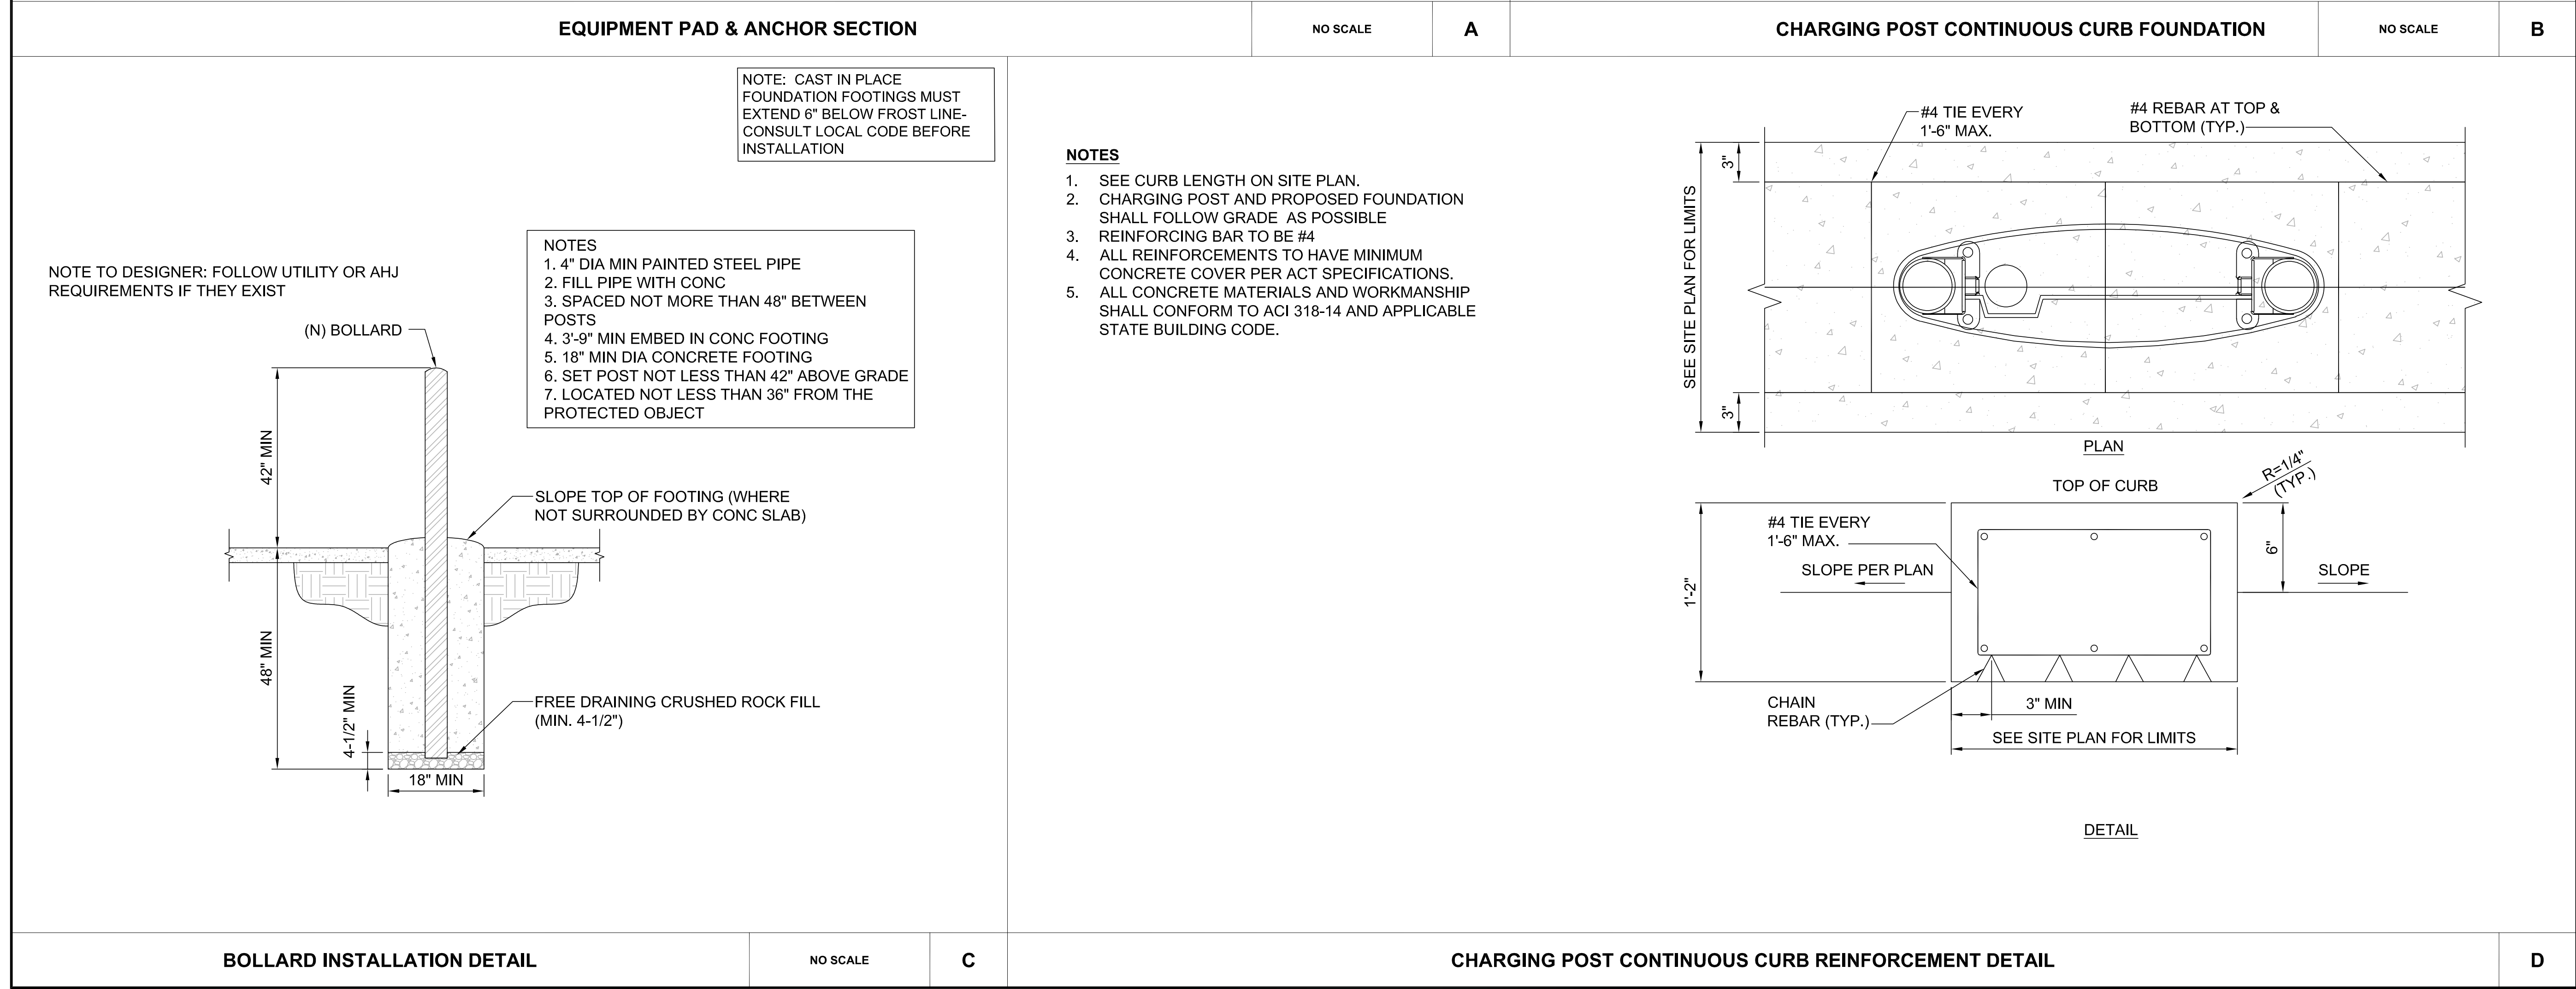 EQUIPMENT PAD & ANCHOR SECTION
NO SCALE
A
CHARGING POST CONTINUOUS CURB FOUNDATION
NO SCALE
B
NOTE: CAST IN PLACE
FOUNDATION FOOTINGS MUST
EXTEND 6" BELOW FROST LINE-
CONSULT LOCAL CODE BEFORE
INSTALLATION
NOTE TO DESIGNER: FOLLOW UTILITY OR AHJ
REQUIREMENTS IF THEY EXIST
NOTES
1. 4" DIA MIN PAINTED STEEL PIPE
2. FILL PIPE WITH CONC
3. SPACED NOT MORE THAN 48" BETWEEN
POSTS
4. 3'-9" MIN EMBED IN CONC FOOTING
5. 18" MIN DIA CONCRETE FOOTING
6. SET POST NOT LESS THAN 42" ABOVE GRADE
7. LOCATED NOT LESS THAN 36" FROM THE
PROTECTED OBJECT
(N) BOLLARD
42" MIN
SLOPE TOP OF FOOTING (WHERE
NOT SURROUNDED BY CONC SLAB)
48" MIN
4-1/2" MIN
FREE DRAINING CRUSHED ROCK FILL
(MIN. 4-1/2")
18" MIN
BOLLARD INSTALLATION DETAIL
NO SCALE
C
NOTES
1. SEE CURB LENGTH ON SITE PLAN.
2. CHARGING POST AND PROPOSED FOUNDATION
SHALL FOLLOW GRADE AS POSSIBLE
3. REINFORCING BAR TO BE #4
4. ALL REINFORCEMENTS TO HAVE MINIMUM
CONCRETE COVER PER ACT SPECIFICATIONS.
5. ALL CONCRETE MATERIALS AND WORKMANSHIP
SHALL CONFORM TO ACI 318-14 AND APPLICABLE
STATE BUILDING CODE.
#4 TIE EVERY
1'-6" MAX.
#4 REBAR AT TOP &
BOTTOM (TYP.)
3"
SEE SITE PLAN FOR LIMITS
3"
PLAN
TOP OF CURB
R=1/4"
(TYP.)
#4 TIE EVERY
1'-6" MAX.
SLOPE PER PLAN
6"
SLOPE
1'-2"
CHAIN
REBAR (TYP.)
3" MIN
SEE SITE PLAN FOR LIMITS
DETAIL
CHARGING POST CONTINUOUS CURB REINFORCEMENT DETAIL
D